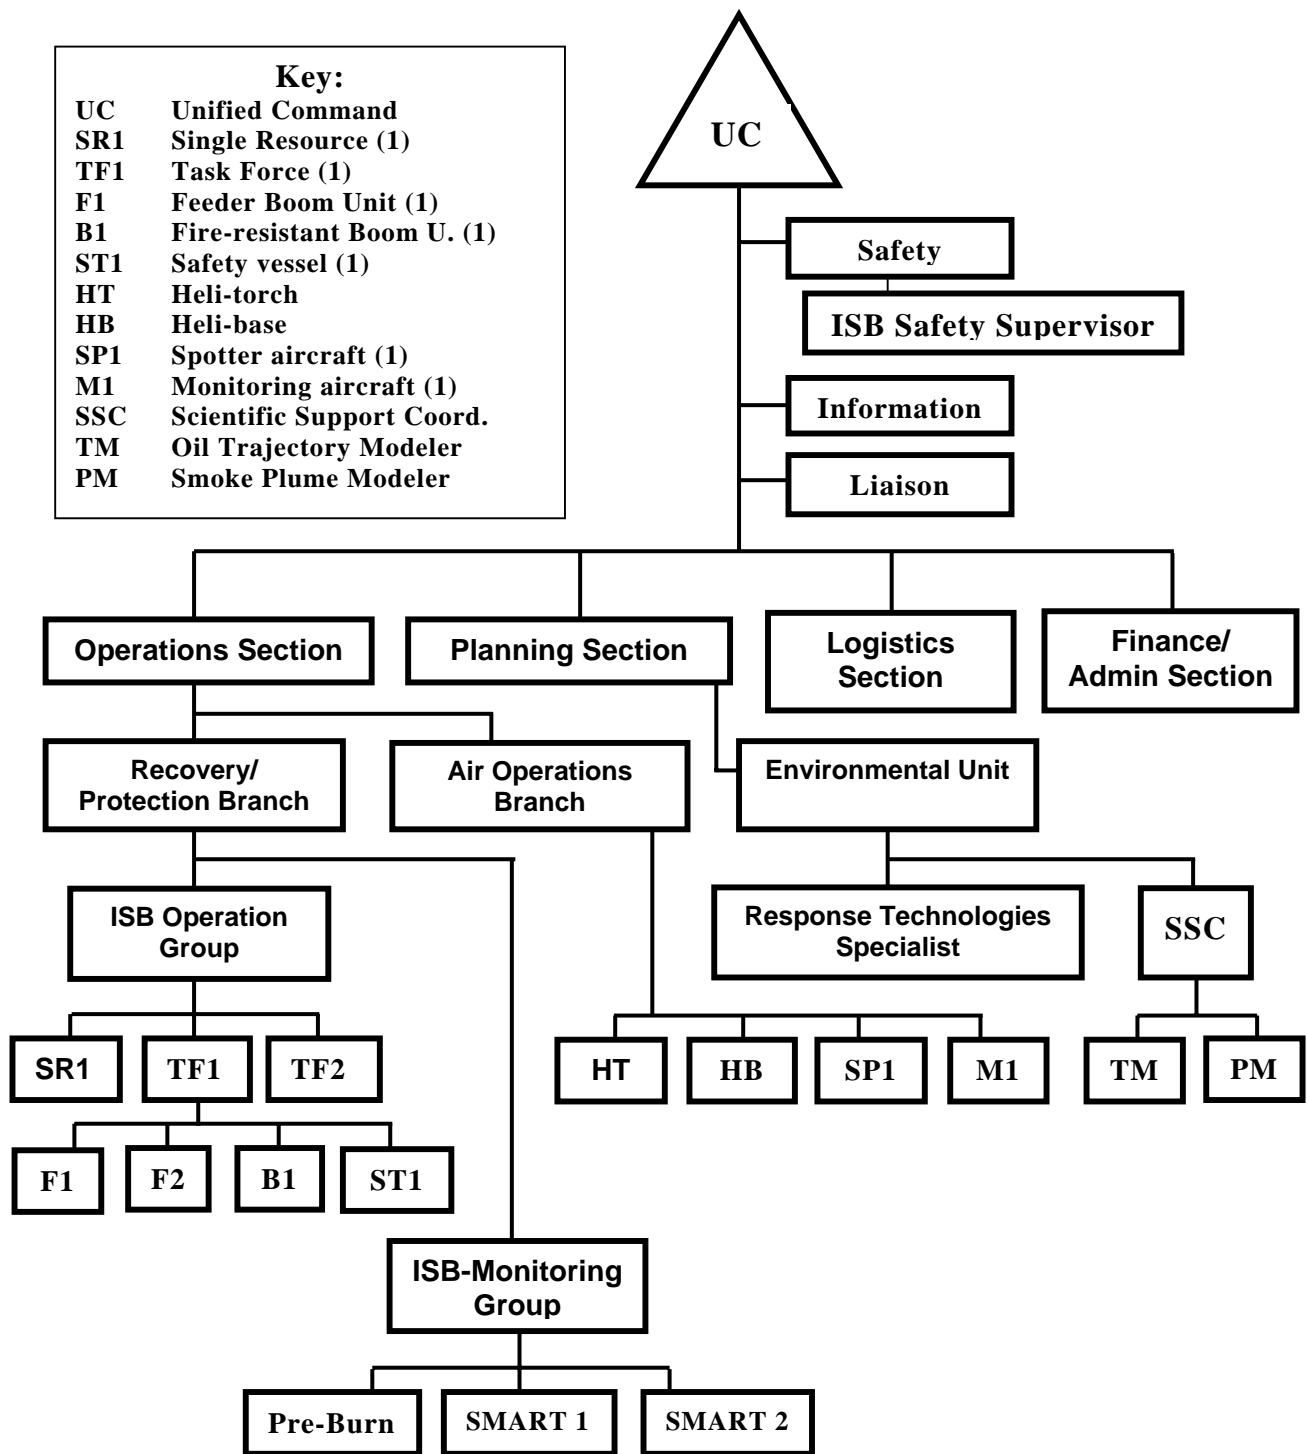 Key:
UC Unified Command
SR1 Single Resource (1)
TF1 Task Force (1)
F1 Feeder Boom Unit (1)
B1 Fire-resistant Boom U. (1)
ST1 Safety vessel (1)
HT Heli-torch
HB Heli-base
SP1 Spotter aircraft (1)
M1 Monitoring aircraft (1)
SSC Scientific Support Coord.
TM Oil Trajectory Modeler
PM Smoke Plume Modeler
UC
Safety
ISB Safety Supervisor
Information
Liaison
Operations Section
Planning Section
Logistics
Section
Finance/
Admin Section
Recovery/
Protection Branch
Air Operations
Branch
Environmental Unit
ISB Operation
Group
Response Technologies
Specialist
SSC
SR1
TF1
TF2
HT
HB
SP1
M1
TM
PM
F1
F2
B1
ST1
ISB-Monitoring
Group
Pre-Burn
SMART 1
SMART 2